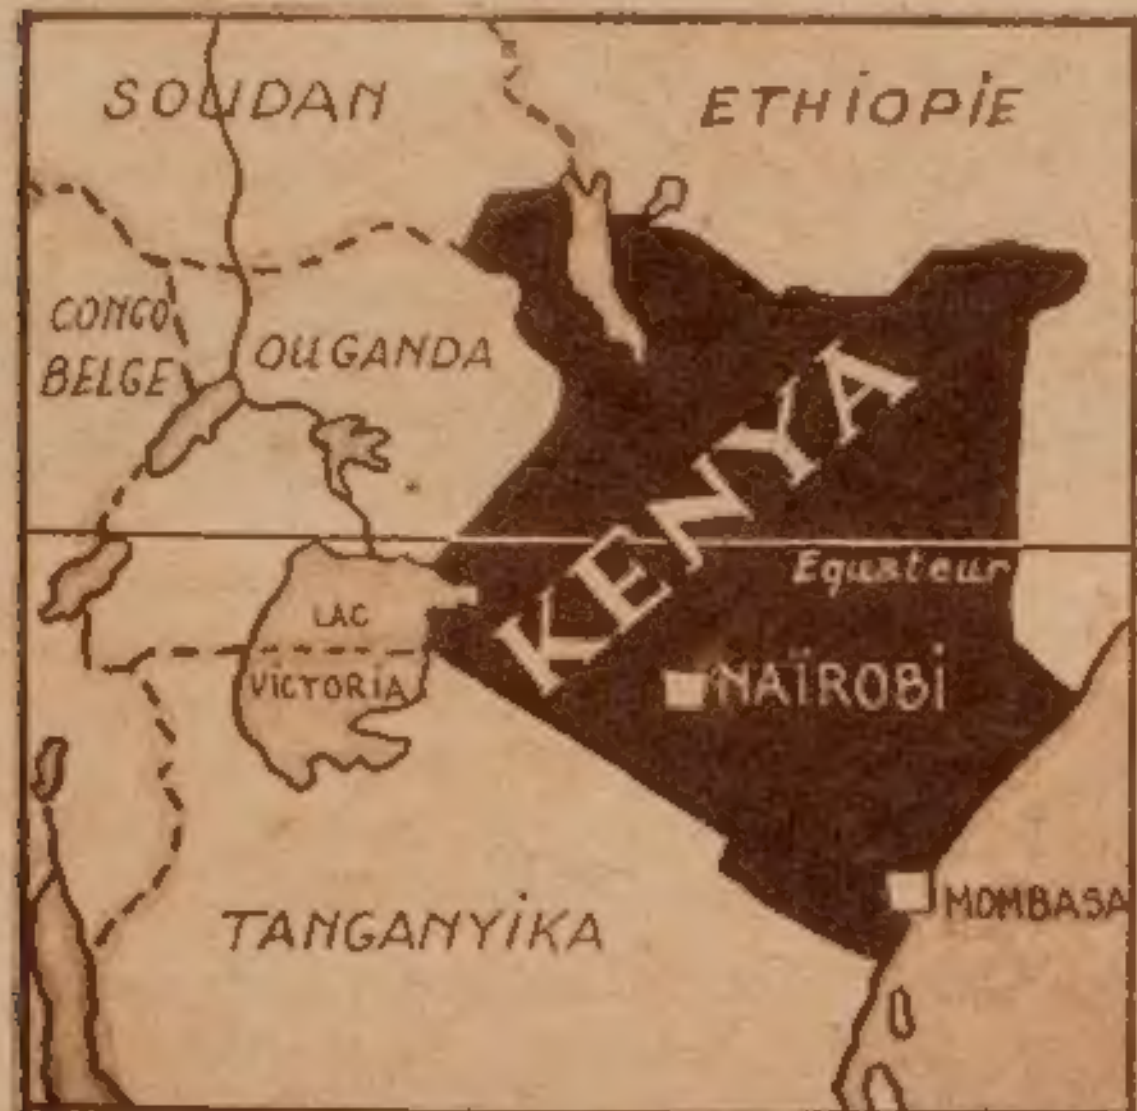 SOUDAN
ETHIOPIE
CONGO
BELGE
OUGANDA
KENYA
Equateur
LAC
VICTORIA
NAÏROBI
MOMBASA
TANGANYIKA